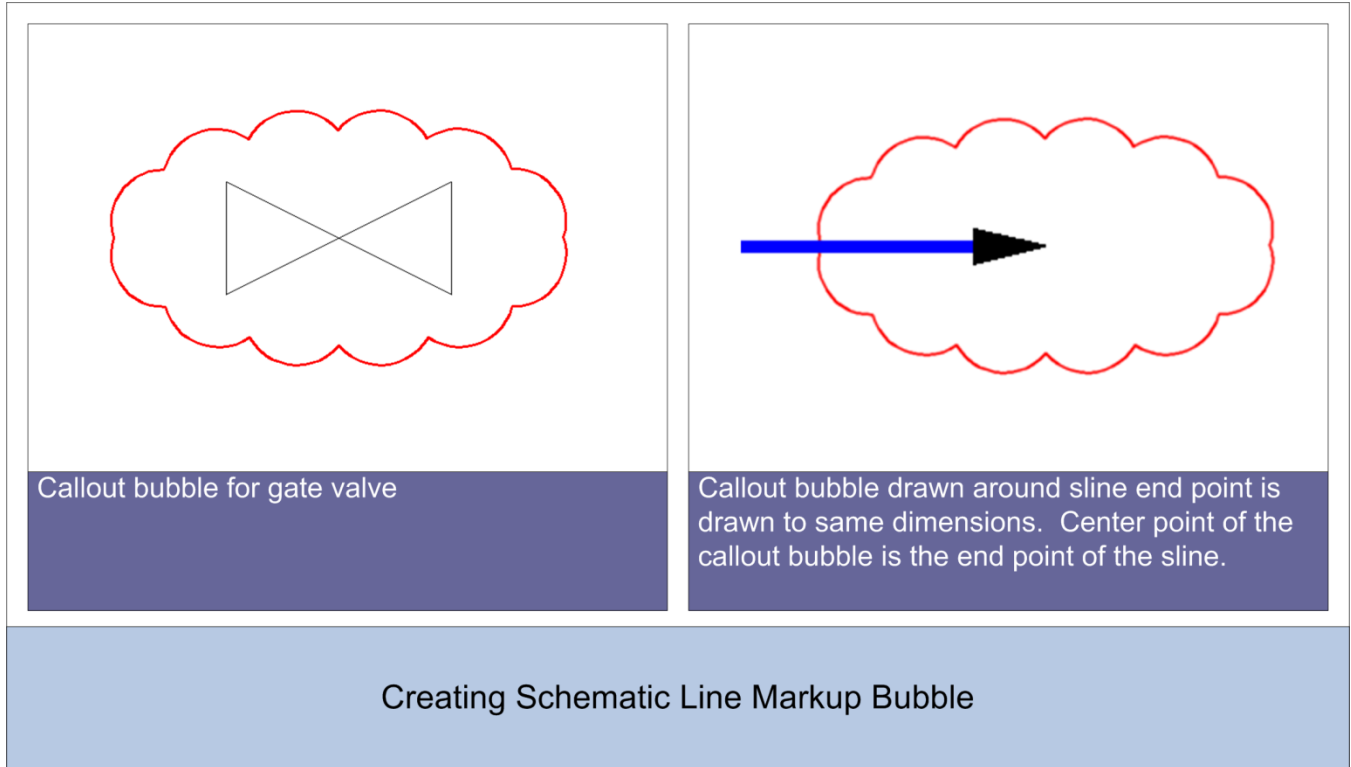 Callout bubble for gate valve
Callout bubble drawn around sline end point is
drawn to same dimensions.  Center point of the
callout bubble is the end point of the sline.
Creating Schematic Line Markup Bubble